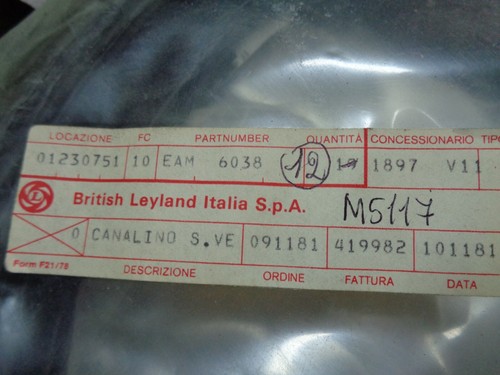 LOCAZIONE FC PARTNUMBER QUANTITÀ CONCESSIONARIO TIPO
01230751 10 EAM 6038 12 1897 V11
British Leyland Italia S.p.A. M5117
0 CANALINO S.VE 091181 419982 101181
Form F21/78 DESCRIZIONE ORDINE FATTURA DATA